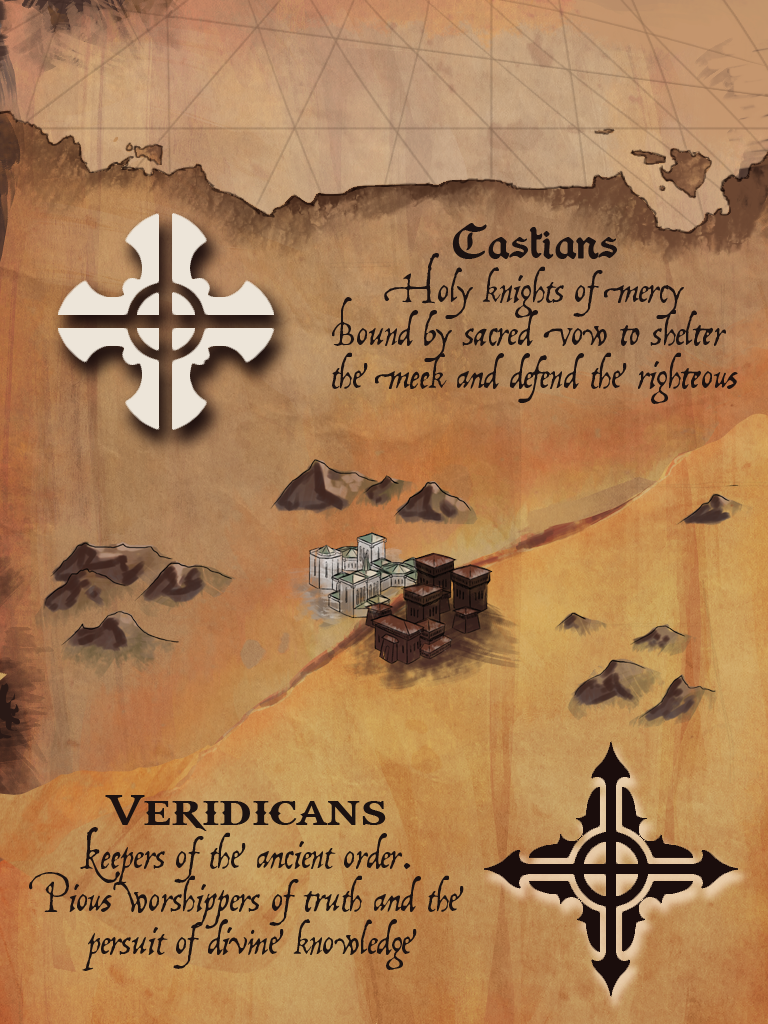 Castians
Holy knights of mercy
Bound by sacred vow to shelter
the meek and defend the righteous
VERIDICANS
keepers of the ancient order.
Pious worshippers of truth and the
persuit of divine knowledge